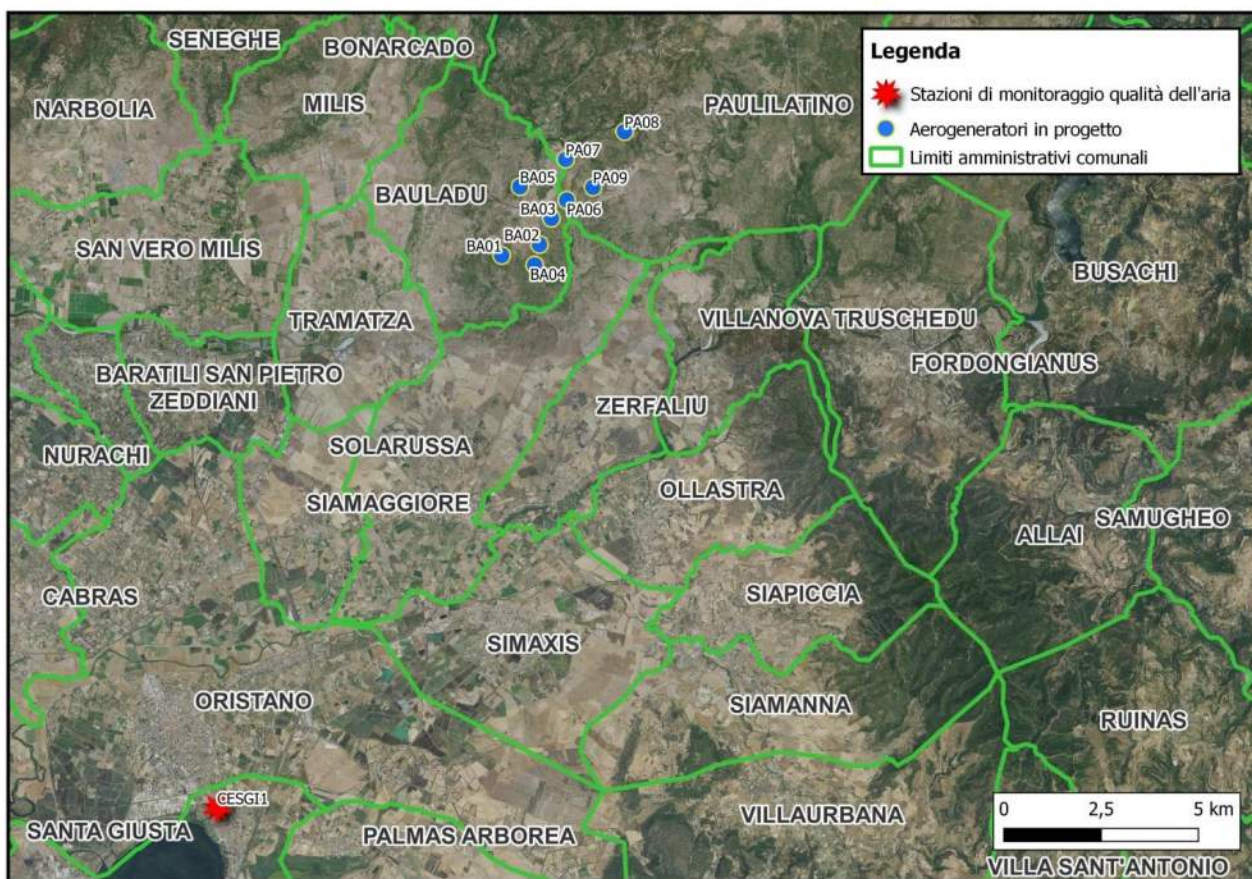 SENEGHE
BONARCADO
NARBOLIA
MILIS
PAULILATINO
Legenda
Stazioni di monitoraggio qualità dell'aria
Aerogeneratori in progetto
Limiti amministrativi comunali
PA08
PA07
BAULADU
BA05
PA09
BA03
PA06
SAN VERO MILIS
BA01
BA02
BA04
BUSACHI
TRAMATZA
VILLANOVA TRUSCHEDU
FORDONGIANUS
BARATILI SAN PIETRO
ZEDDIANI
ZERFALIU
NURACHI
SOLARUSSA
SIAMAGGIORE
OLLASTRA
SAMUGHEO
ALLAI
CABRAS
SIAPICCIA
SIMAXIS
ORISTANO
SIAMANNA
RUINAS
CESGI1
SANTA GIUSTA
PALMAS ARBOREA
VILLAURBANA
0 2,5 5 km
VILLA SANT'ANTONIO